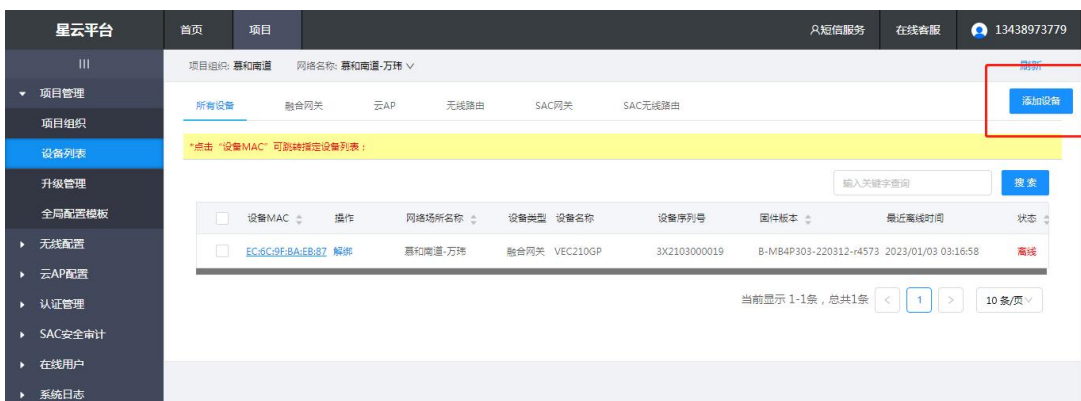 星云平台 首页 项目 短信服务 在线客服 13438973779
项目组织: 慕和南道 网络名称: 慕和南道-万玮
刷新
项目管理
所有设备 融合网关 云AP 无线路由 SAC网关 SAC无线路由
添加设备
项目组织
设备列表
*点击“设备MAC”可跳转指定设备列表：
升级管理
输入关键字查询 搜 索
全局配置模板
设备MAC 操作 网络场所名称 设备类型 设备名称 设备序列号 固件版本 最近离线时间 状态
无线配置
EC:6C:9F:BA:EB:87 解绑 慕和南道-万玮 融合网关 VEC210GP 3X2103000019 B-MB4P303-220312-r4573 2023/01/03 03:16:58 离线
云AP配置
认证管理
当前显示 1-1条，总共1条 < 1 > 10 条/页
SAC安全审计
在线用户
系统日志